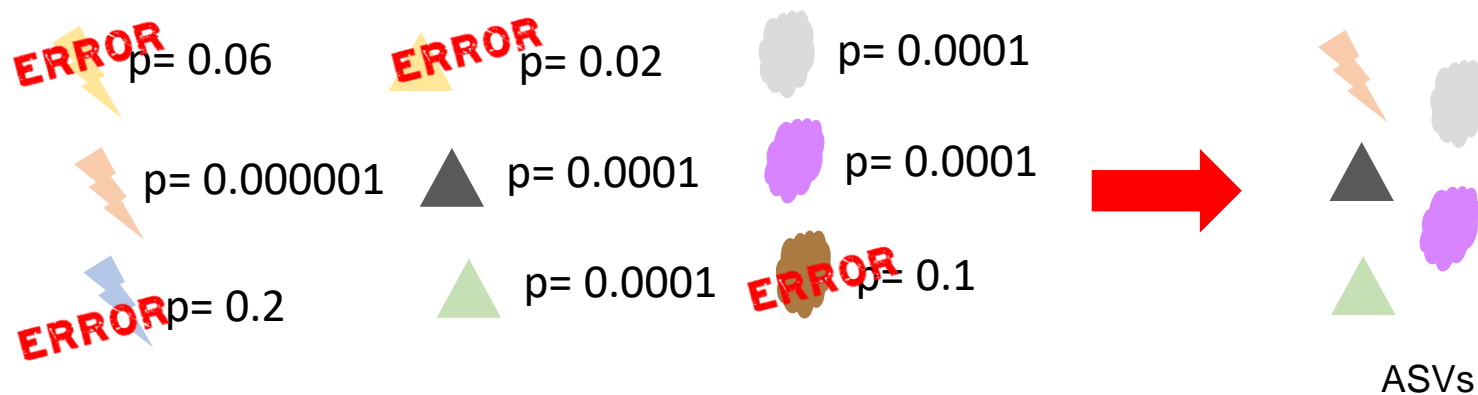 ERROR p= 0.06
ERROR p= 0.02
p= 0.0001
p= 0.000001
p= 0.0001
p= 0.0001
ERROR p= 0.2
p= 0.0001
ERROR p= 0.1
ASVs